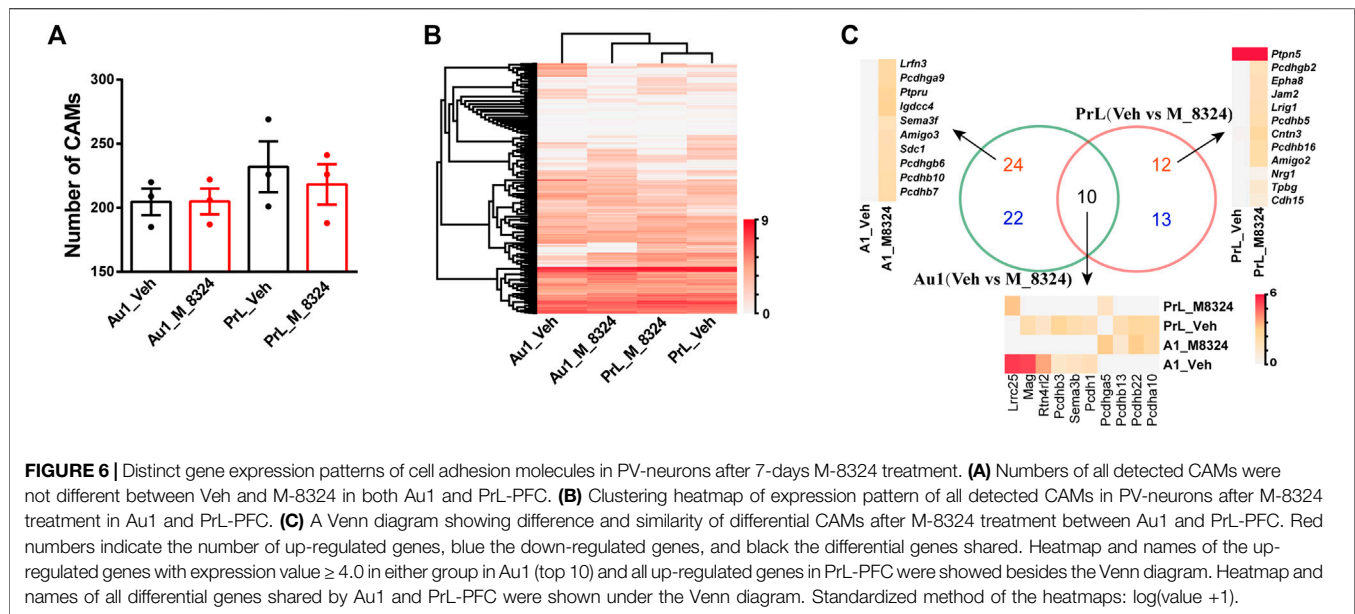 A
Number of CAMs
300
250
200
150
Au1_Veh
Au1_M_8324
PrL_Veh
PrL_M_8324
B
9
0
Au1_Veh
Au1_M_8324
PrL_M_8324
PrL_Veh
C
Lrfn3
Pcdhga9
Ptpru
Igdcc4
Sema3f
Amigo3
Sdc1
Pcdhgb6
Pcdhb10
Pcdhb7
A1_Veh
A1_M8324
24
22
10
12
13
Au1(Veh vs M_8324)
PrL(Veh vs M_8324)
Ptpn5
Pcdhgb2
Epha8
Jam2
Lrig1
Pcdhb5
Cntn3
Pcdhb16
Amigo2
Nrg1
Tpbg
Cdh15
PrL_Veh
PrL_M8324
6
0
PrL_M8324
PrL_Veh
A1_M8324
A1_Veh
Lrrc25
Mag
Rtn4rl2
Pcdhb3
Sema3b
Pcdh1
Pcdhga5
Pcdhb13
Pcdhb22
Pcdha10
FIGURE 6 | Distinct gene expression patterns of cell adhesion molecules in PV-neurons after 7-days M-8324 treatment. (A) Numbers of all detected CAMs were
not different between Veh and M-8324 in both Au1 and PrL-PFC. (B) Clustering heatmap of expression pattern of all detected CAMs in PV-neurons after M-8324
treatment in Au1 and PrL-PFC. (C) A Venn diagram showing difference and similarity of differential CAMs after M-8324 treatment between Au1 and PrL-PFC. Red
numbers indicate the number of up-regulated genes, blue the down-regulated genes, and black the differential genes shared. Heatmap and names of the up-
regulated genes with expression value ≥ 4.0 in either group in Au1 (top 10) and all up-regulated genes in PrL-PFC were showed besides the Venn diagram. Heatmap and
names of all differential genes shared by Au1 and PrL-PFC were shown under the Venn diagram. Standardized method of the heatmaps: log(value +1).